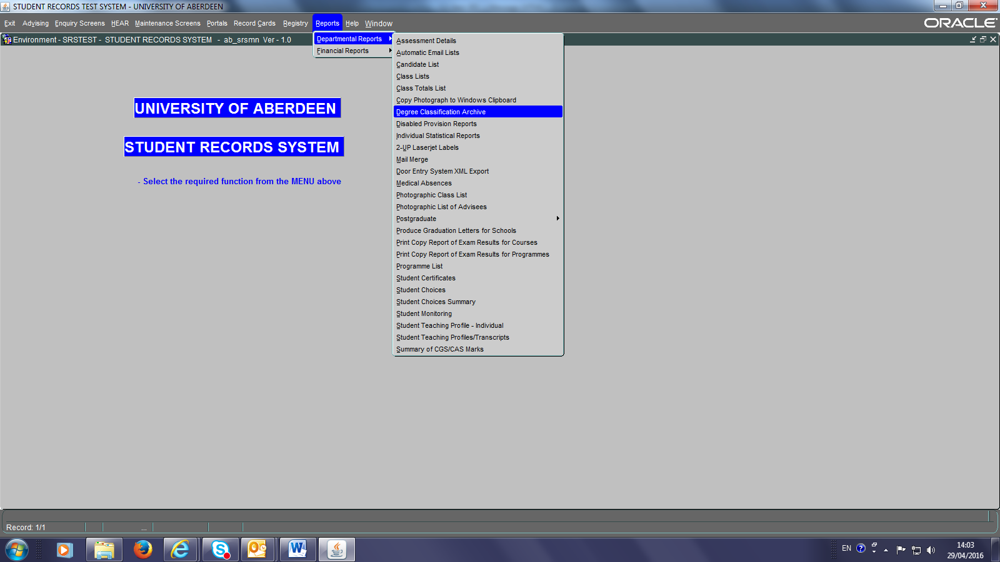 STUDENT RECORDS TEST SYSTEM - UNIVERSITY OF ABERDEEN
Exit Advising Enquiry Screens HEAR Maintenance Screens Portals Record Cards Registry Reports Help Window
ORACLE
Environment - SRSTEST - STUDENT RECORDS SYSTEM - ab_srsmn Ver - 1.0
Departmental Reports
Financial Reports
Assessment Details
Automatic Email Lists
Candidate List
Class Lists
Class Totals List
Copy Photograph to Windows Clipboard
Degree Classification Archive
Disabled Provision Reports
Individual Statistical Reports
2-UP Laserjet Labels
Mail Merge
Door Entry System XML Export
Medical Absences
Photographic Class List
Photographic List of Advisees
Postgraduate
Produce Graduation Letters for Schools
Print Copy Report of Exam Results for Courses
Print Copy Report of Exam Results for Programmes
Programme List
Student Certificates
Student Choices
Student Choices Summary
Student Monitoring
Student Teaching Profile - Individual
Student Teaching Profiles/Transcripts
Summary of CGS/CAS Marks
UNIVERSITY OF ABERDEEN
STUDENT RECORDS SYSTEM
- Select the required function from the MENU above
Record: 1/1
...
EN
14:03
29/04/2016